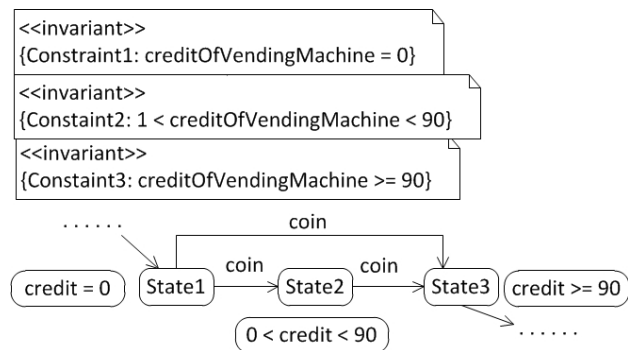 <<invariant>>
{Constraint1: creditOfVendingMachine = 0}
<<invariant>>
{Constaint2: 1 < creditOfVendingMachine < 90}
<<invariant>>
{Constaint3: creditOfVendingMachine >= 90}
. . . . . .
coin
coin
coin
credit = 0
State1
State2
State3
credit >= 90
0 < credit < 90
. . . . . .